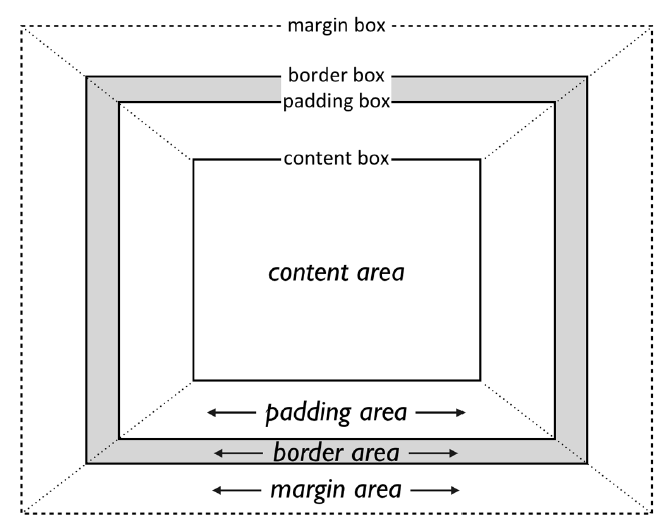 margin box
border box
padding box
content box
content area
padding area
border area
margin area